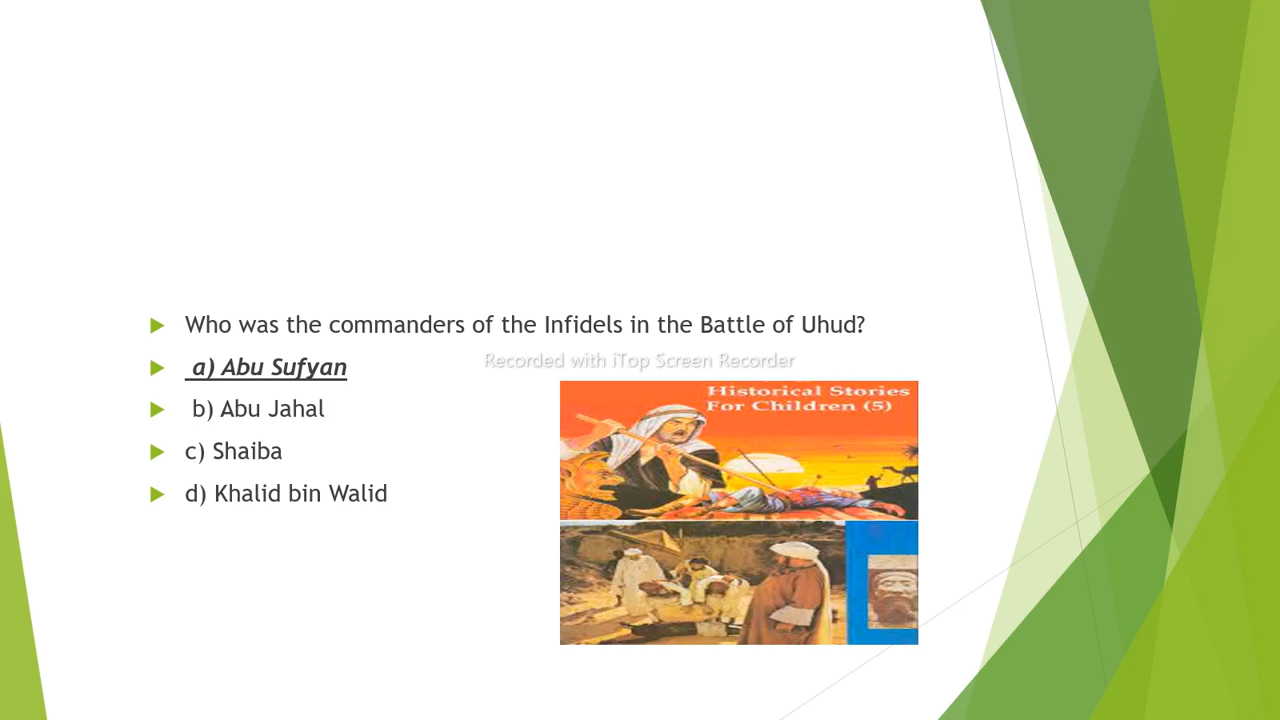 Who was the commanders of the Infidels in the Battle of Uhud?
a) Abu Sufyan
Recorded with iTop Screen Recorder
b) Abu Jahal
c) Shaiba
d) Khalid bin Walid
Historical Stories
For Children (5)